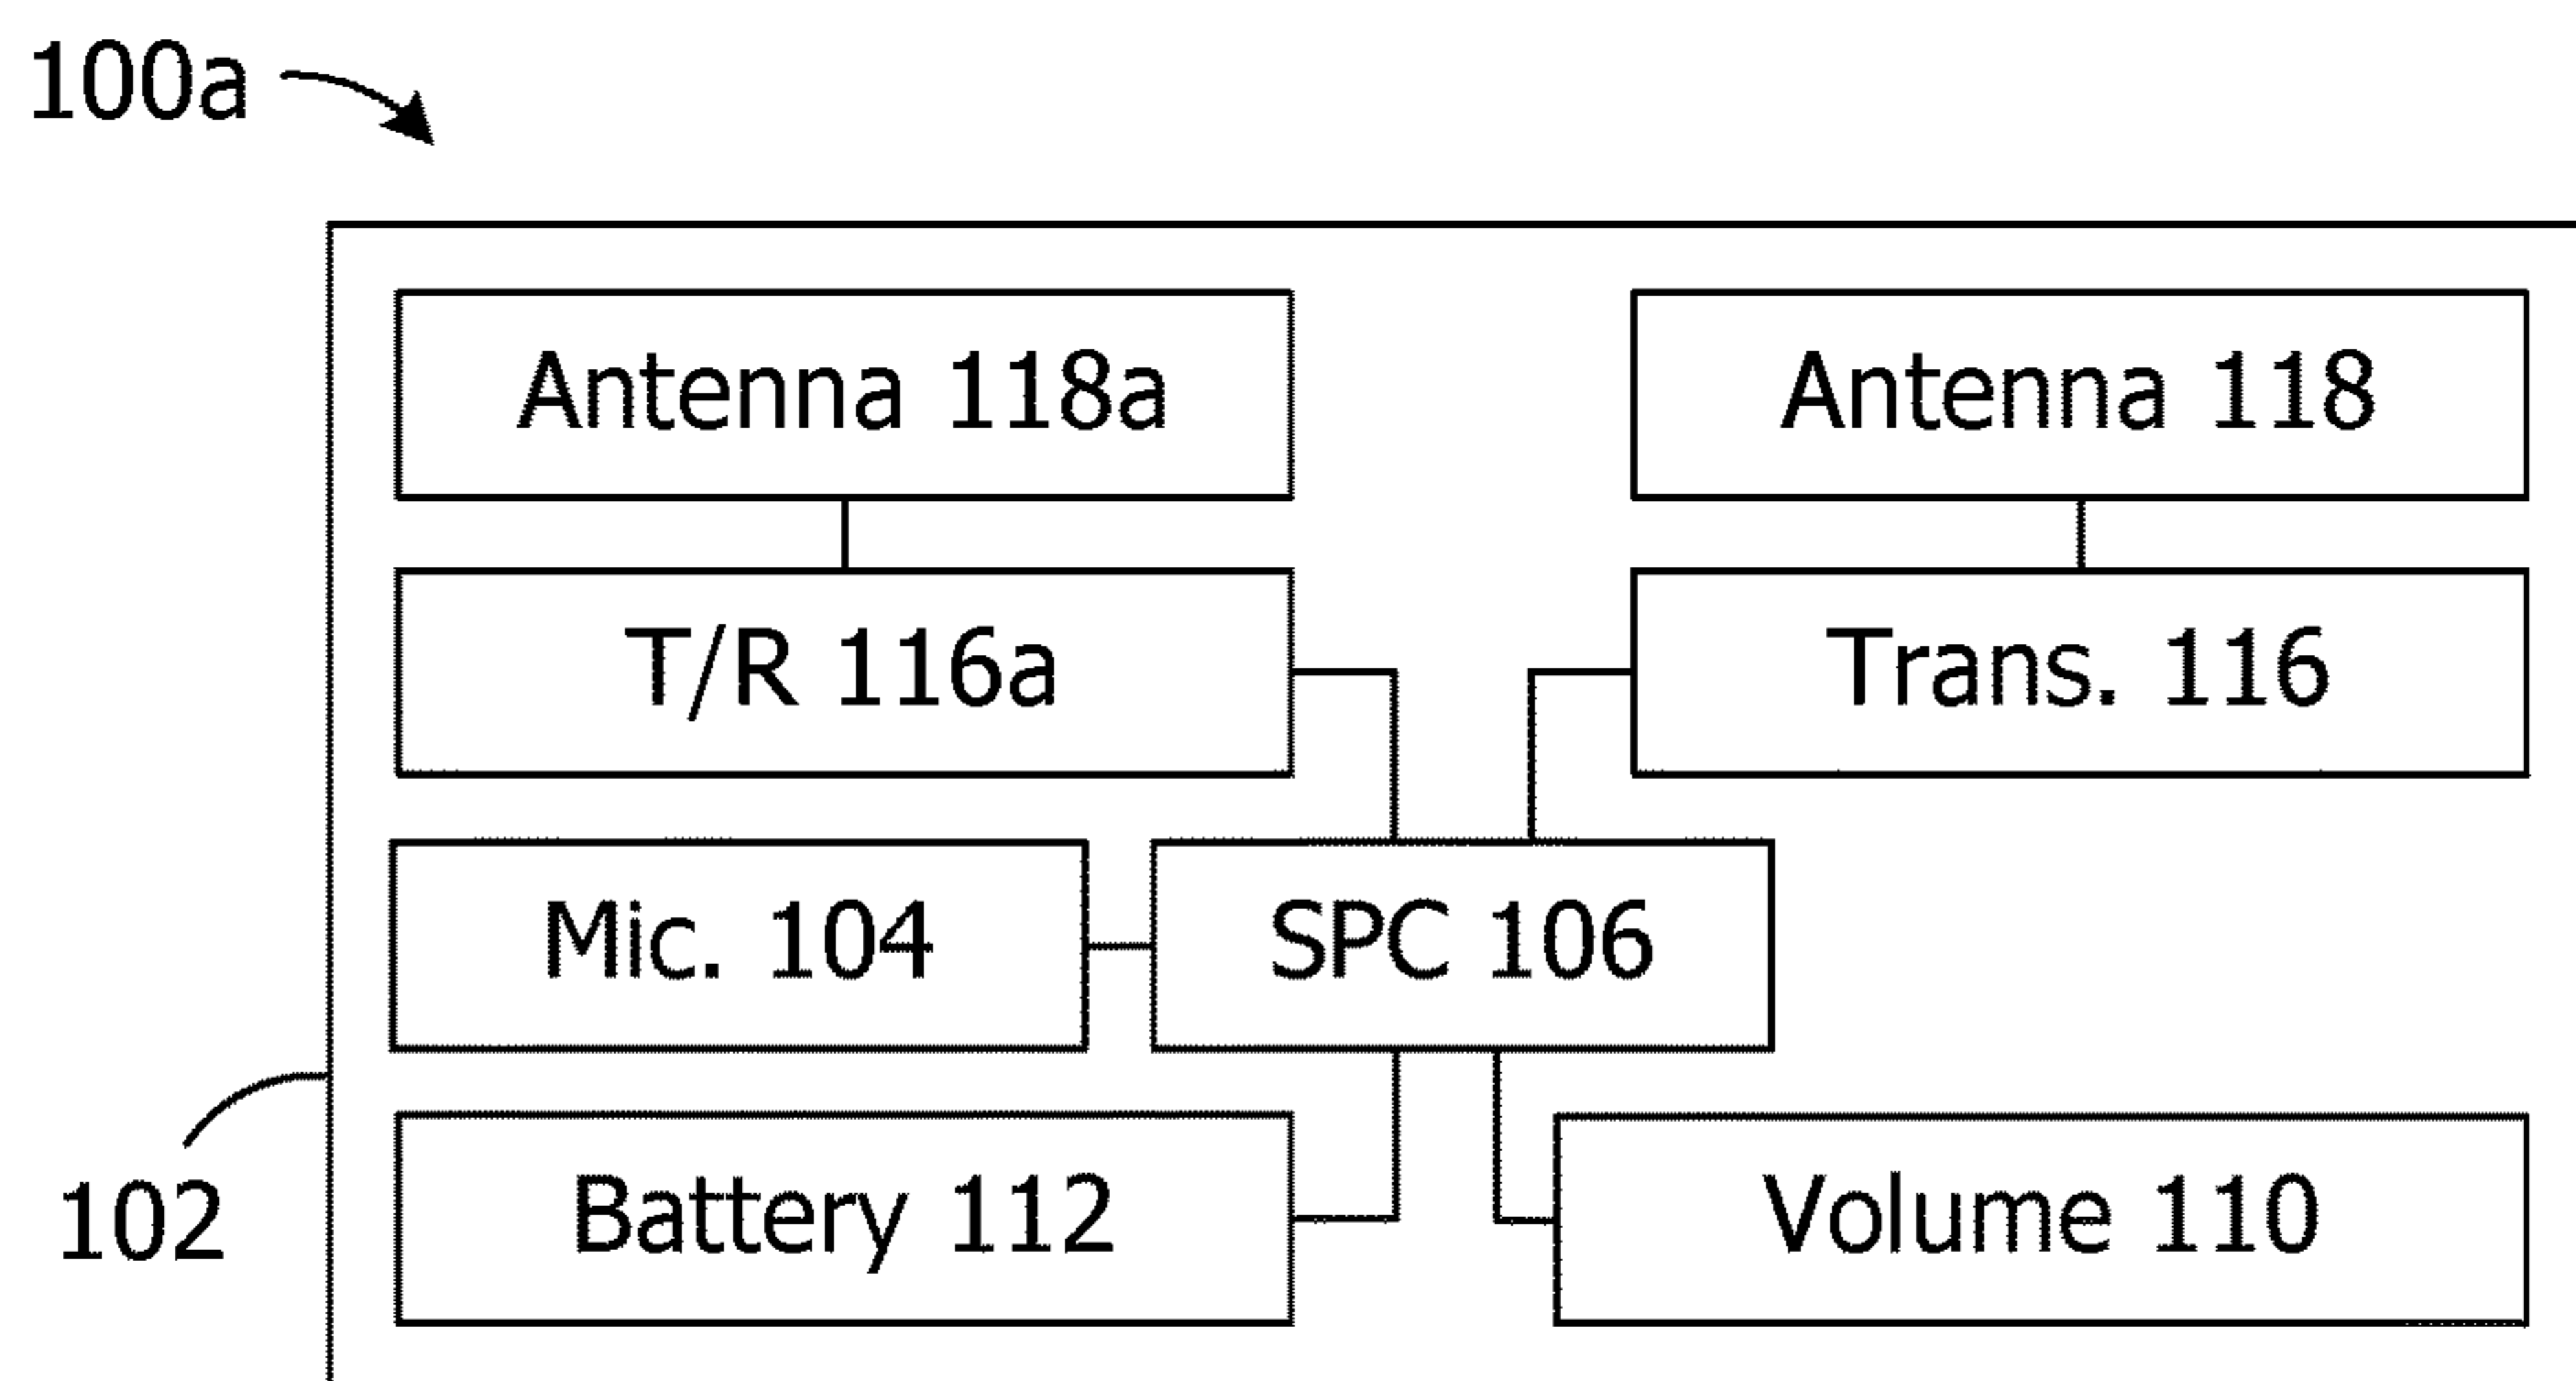 100a
Antenna 118a
Antenna 118
T/R 116a
Trans. 116
Mic. 104
SPC 106
Battery 112
Volume 110
102